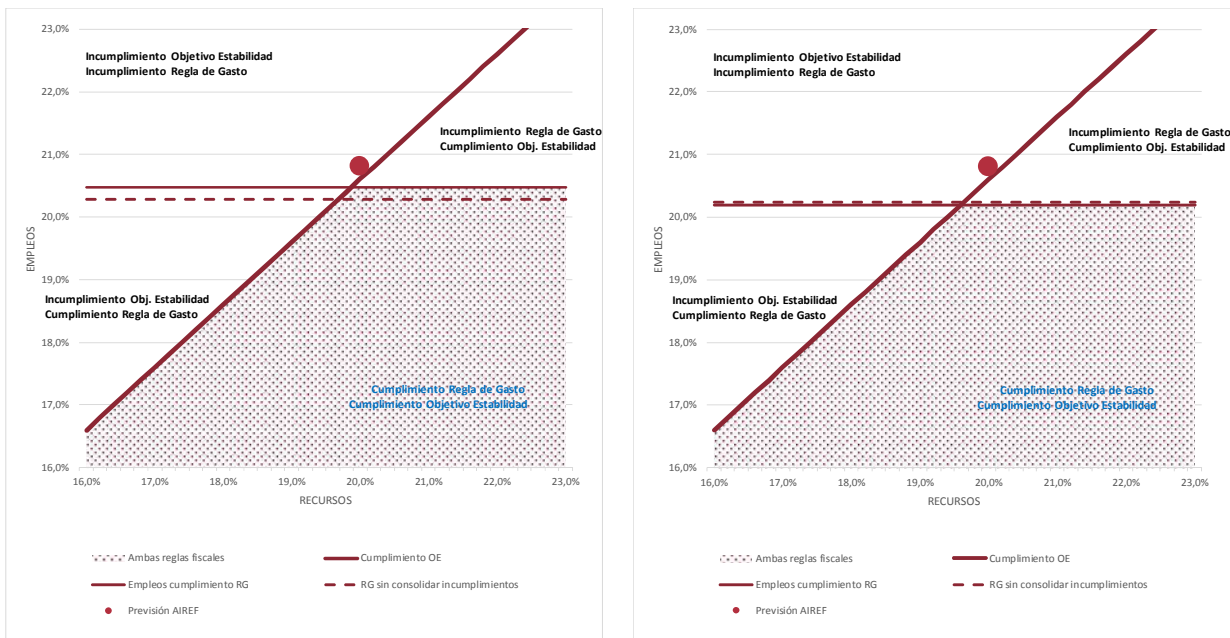 23,0%
22,0%
21,0%
20,0%
19,0%
18,0%
17,0%
16,0%
EMPLEOS
Incumplimiento Objetivo Estabilidad
Incumplimiento Regla de Gasto
Incumplimiento Regla de Gasto
Cumplimiento Obj. Estabilidad
Incumplimiento Obj. Estabilidad
Cumplimiento Regla de Gasto
Cumplimiento Regla de Gasto
Cumplimiento Objetivo Estabilidad
16,0% 17,0% 18,0% 19,0% 20,0% 21,0% 22,0% 23,0%
RECURSOS
Ambas reglas fiscales
Cumplimiento OE
Empleos cumplimiento RG
RG sin consolidar incumplimientos
Previsión AIREF
23,0%
22,0%
21,0%
20,0%
19,0%
18,0%
17,0%
16,0%
EMPLEOS
Incumplimiento Objetivo Estabilidad
Incumplimiento Regla de Gasto
Incumplimiento Regla de Gasto
Cumplimiento Obj. Estabilidad
Incumplimiento Obj. Estabilidad
Cumplimiento Regla de Gasto
Cumplimiento Regla de Gasto
Cumplimiento Objetivo Estabilidad
16,0% 17,0% 18,0% 19,0% 20,0% 21,0% 22,0% 23,0%
RECURSOS
Ambas reglas fiscales
Cumplimiento OE
Empleos cumplimiento RG
RG sin consolidar incumplimientos
Previsión AIREF